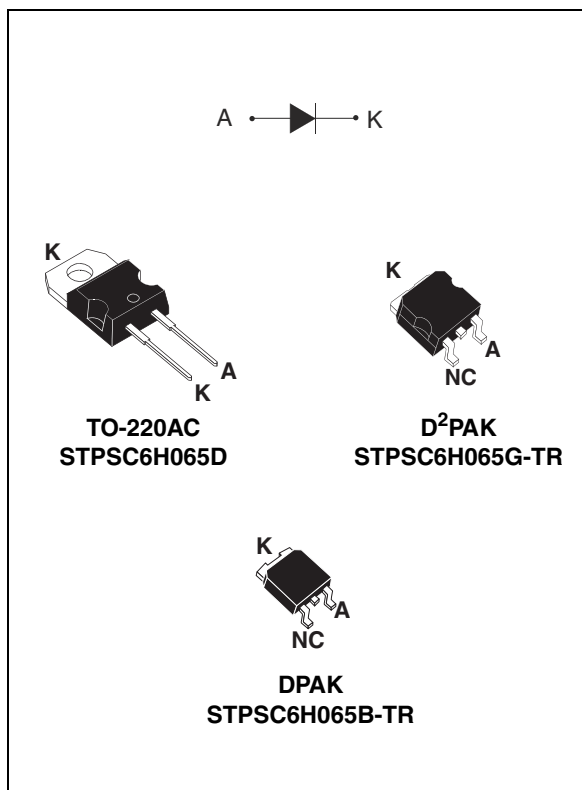 A K
K
A
K
TO-220AC
STPSC6H065D
K
A
NC
D²PAK
STPSC6H065G-TR
K
A
NC
DPAK
STPSC6H065B-TR